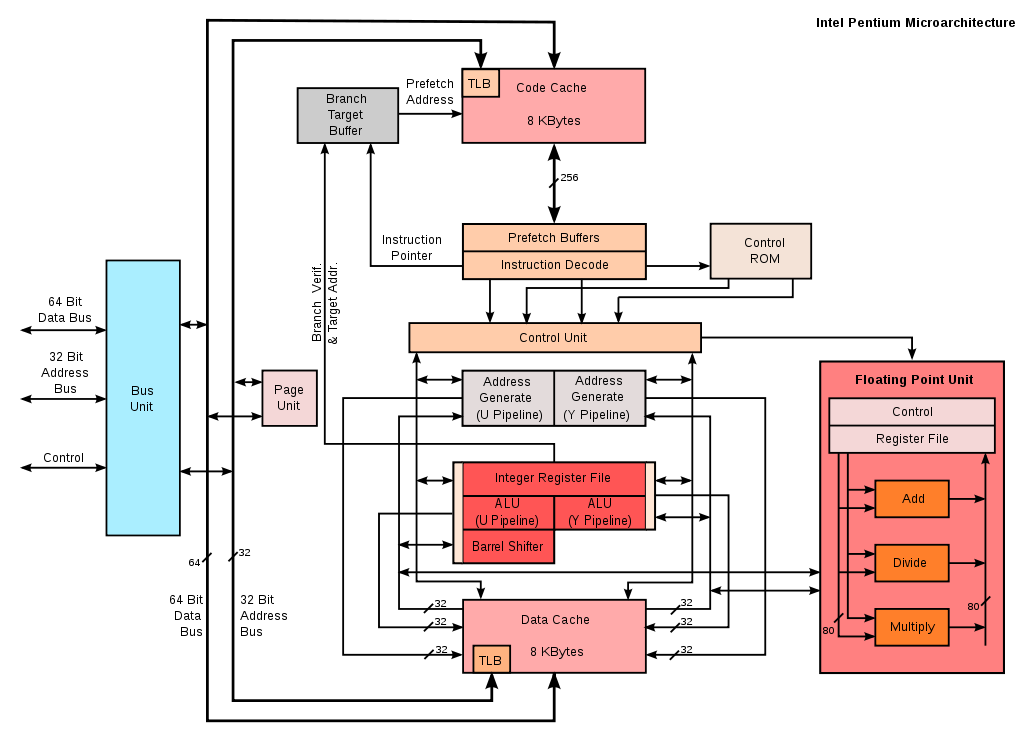 Intel Pentium Microarchitecture
TLB
Code Cache
8 KBytes
Prefetch
Address
Branch
Target
Buffer
256
Prefetch Buffers
Instruction Decode
Instruction
Pointer
Control
ROM
Branch Verif.
& Target Addr.
64 Bit
Data Bus
32 Bit
Address
Bus
Control
Bus
Unit
Page
Unit
Control Unit
Address
Generate
(U Pipeline)
Address
Generate
(Y Pipeline)
Integer Register File
ALU
(U Pipeline)
ALU
(Y Pipeline)
Barrel Shifter
Floating Point Unit
Control
Register File
Add
Divide
Multiply
80
80
64
32
64 Bit
Data
Bus
32 Bit
Address
Bus
32
32
32
32
32
32
Data Cache
8 KBytes
TLB